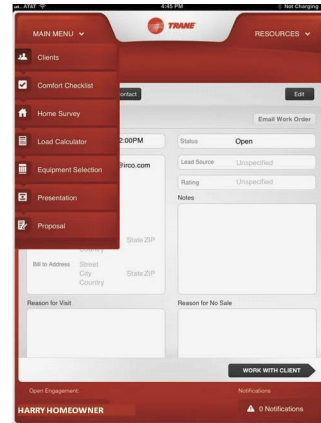 AT&T
4:45 PM
Not Charging
MAIN MENU
TRANE
RESOURCES
Clients
Comfort Checklist
ontact
Edit
Home Survey
Email Work Order
Load Calculator
2:00PM
Status
Open
Equipment Selection
@irco.com
Lead Source
Unspecified
Rating
Unspecified
Presentation
Notes
Proposal
State ZIP
Country
Bill to Address
Street
City
State ZIP
Country
Reason for Visit
Reason for No Sale
WORK WITH CLIENT
Open Engagement:
Notifications
HARRY HOMEOWNER
0 Notifications